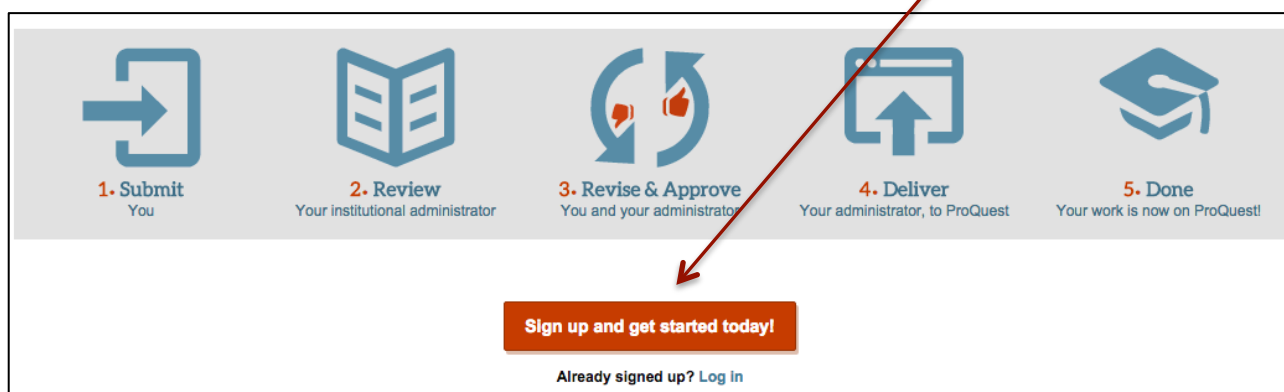 1. Submit
You
2. Review
Your institutional administrator
3. Revise & Approve
You and your administrator
4. Deliver
Your administrator, to ProQuest
5. Done
Your work is now on ProQuest!
Sign up and get started today!
Already signed up? Log in